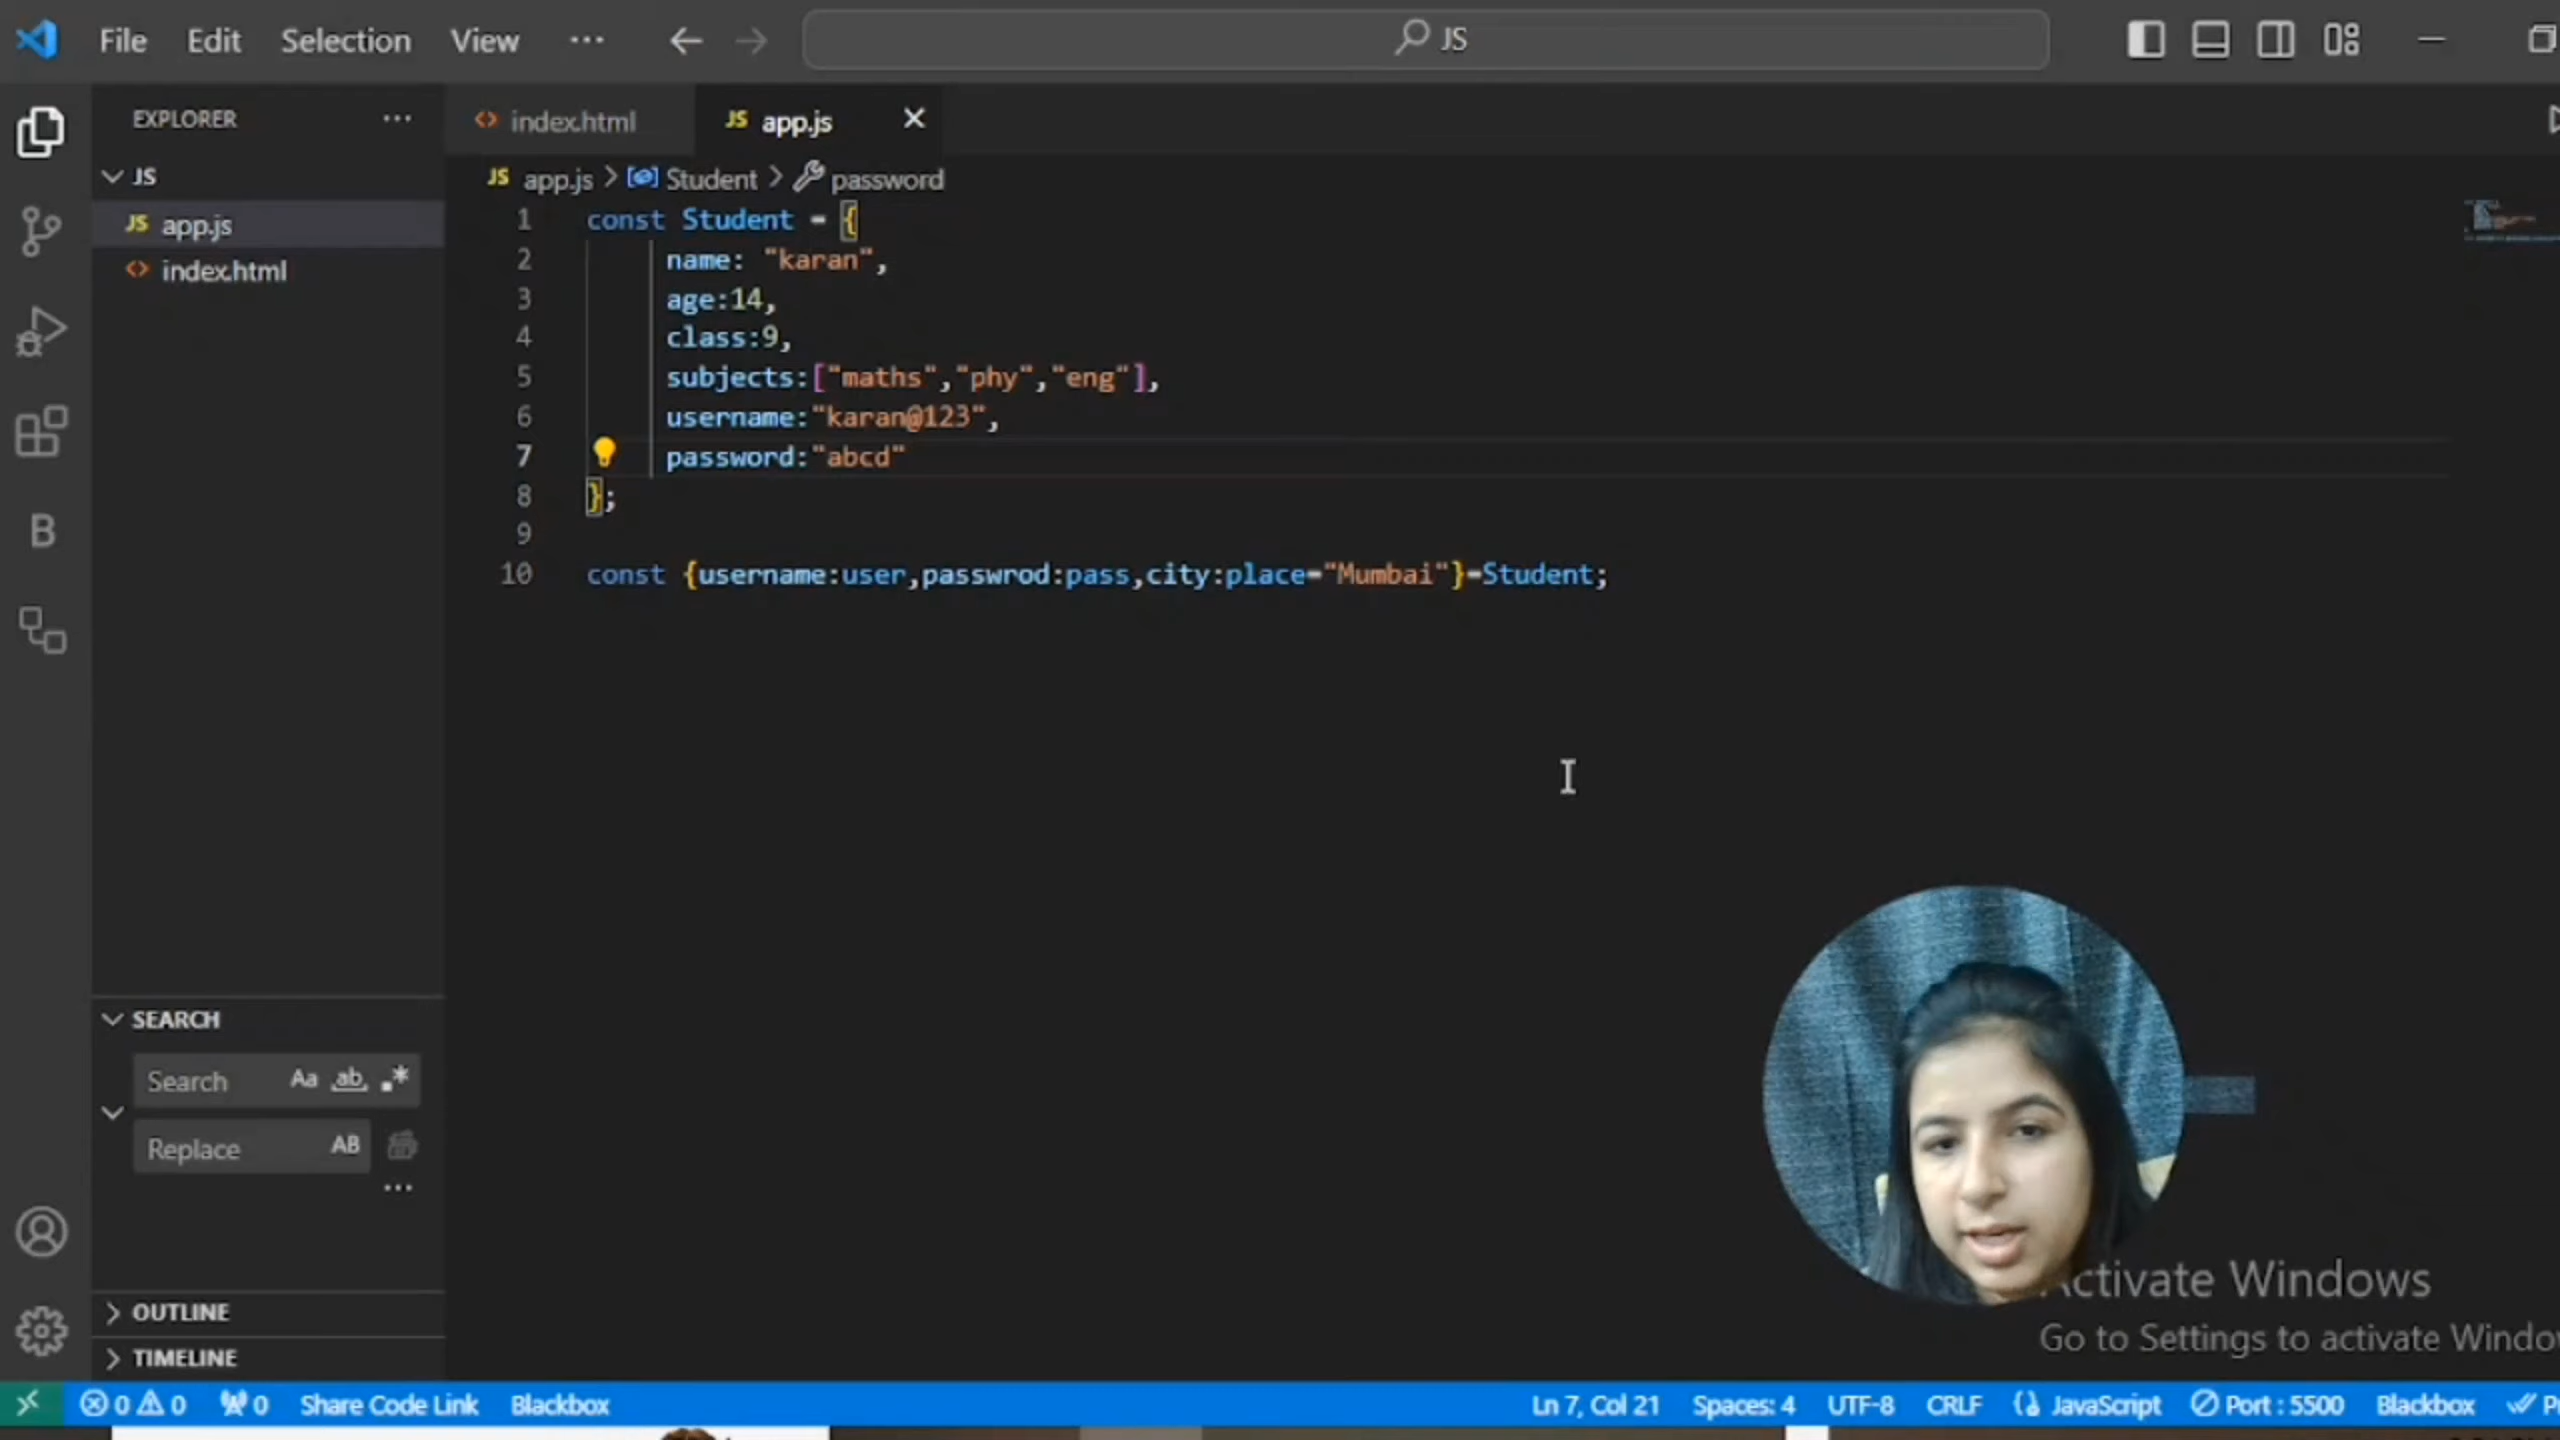 File Edit Selection View ... JS
EXPLORER ...
index.html
JS app.js
JS
JS app.js > Student > password
JS app.js
index.html
1 const Student = {
2 name: "karan",
3 age:14,
4 class:9,
5 subjects:["maths","phy","eng"],
6 username:"karan@123",
7 password:"abcd"
8 };
9
10 const {username:user,passwrod:pass,city:place="Mumbai"}=Student;
B
SEARCH
Search Aa ab .*
Replace AB
...
OUTLINE
TIMELINE
Activate Windows
Go to Settings to activate Windo
0 0 0 Share Code Link Blackbox Ln 7, Col 21 Spaces: 4 UTF-8 CRLF JavaScript Port : 5500 Blackbox